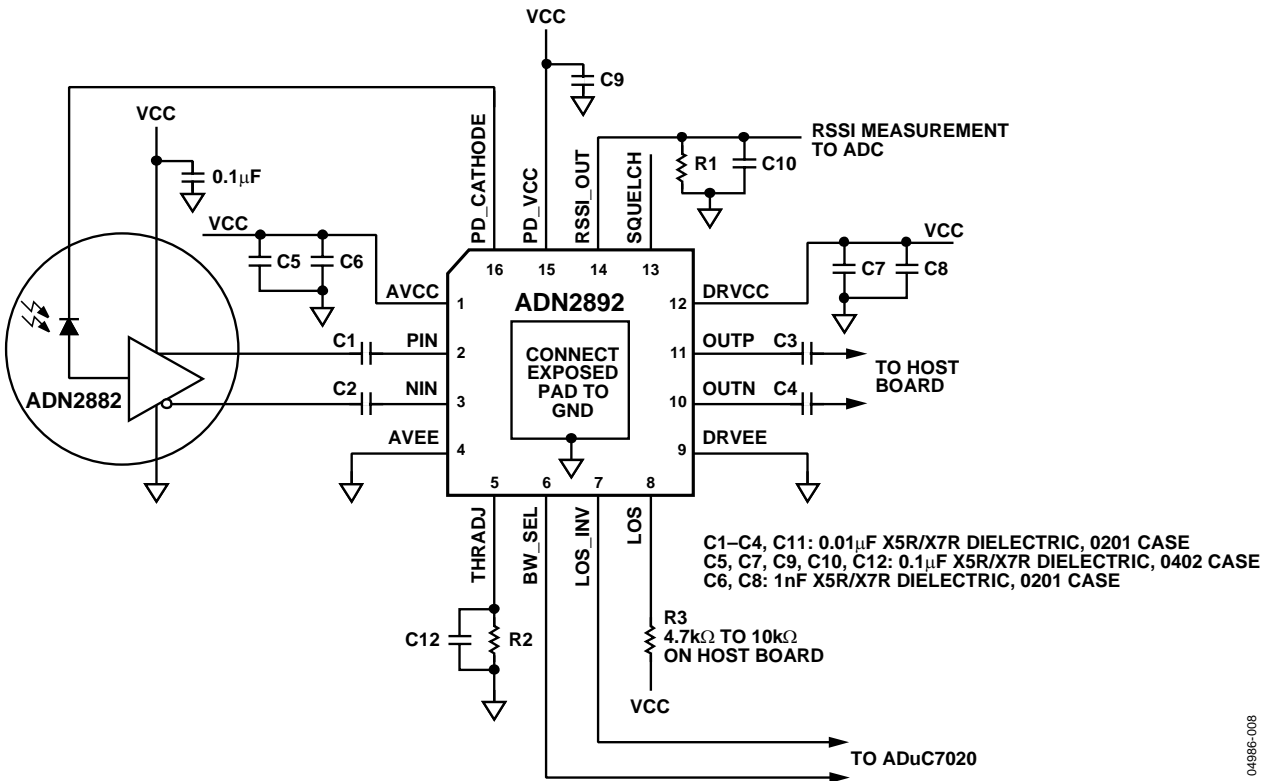 VCC
C9
VCC
0.1μF
PD_CATHODE
PD_VCC
RSSI_OUT
SQUELCH
R1
C10
RSSI MEASUREMENT
TO ADC
VCC
C5
C6
VCC
C7
C8
16
15
14
13
AVCC
1
ADN2892
12
DRVCC
C1
PIN
2
CONNECT
EXPOSED
PAD TO
GND
11
OUTP
C3
TO HOST
BOARD
ADN2882
C2
NIN
3
10
OUTN
C4
AVEE
4
9
DRVEE
5
6
7
8
THRADJ
BW_SEL
LOS_INV
LOS
C1–C4, C11: 0.01μF X5R/X7R DIELECTRIC, 0201 CASE
C5, C7, C9, C10, C12: 0.1μF X5R/X7R DIELECTRIC, 0402 CASE
C6, C8: 1nF X5R/X7R DIELECTRIC, 0201 CASE
C12
R2
R3
4.7kΩ TO 10kΩ
ON HOST BOARD
VCC
TO ADuC7020
04986-008